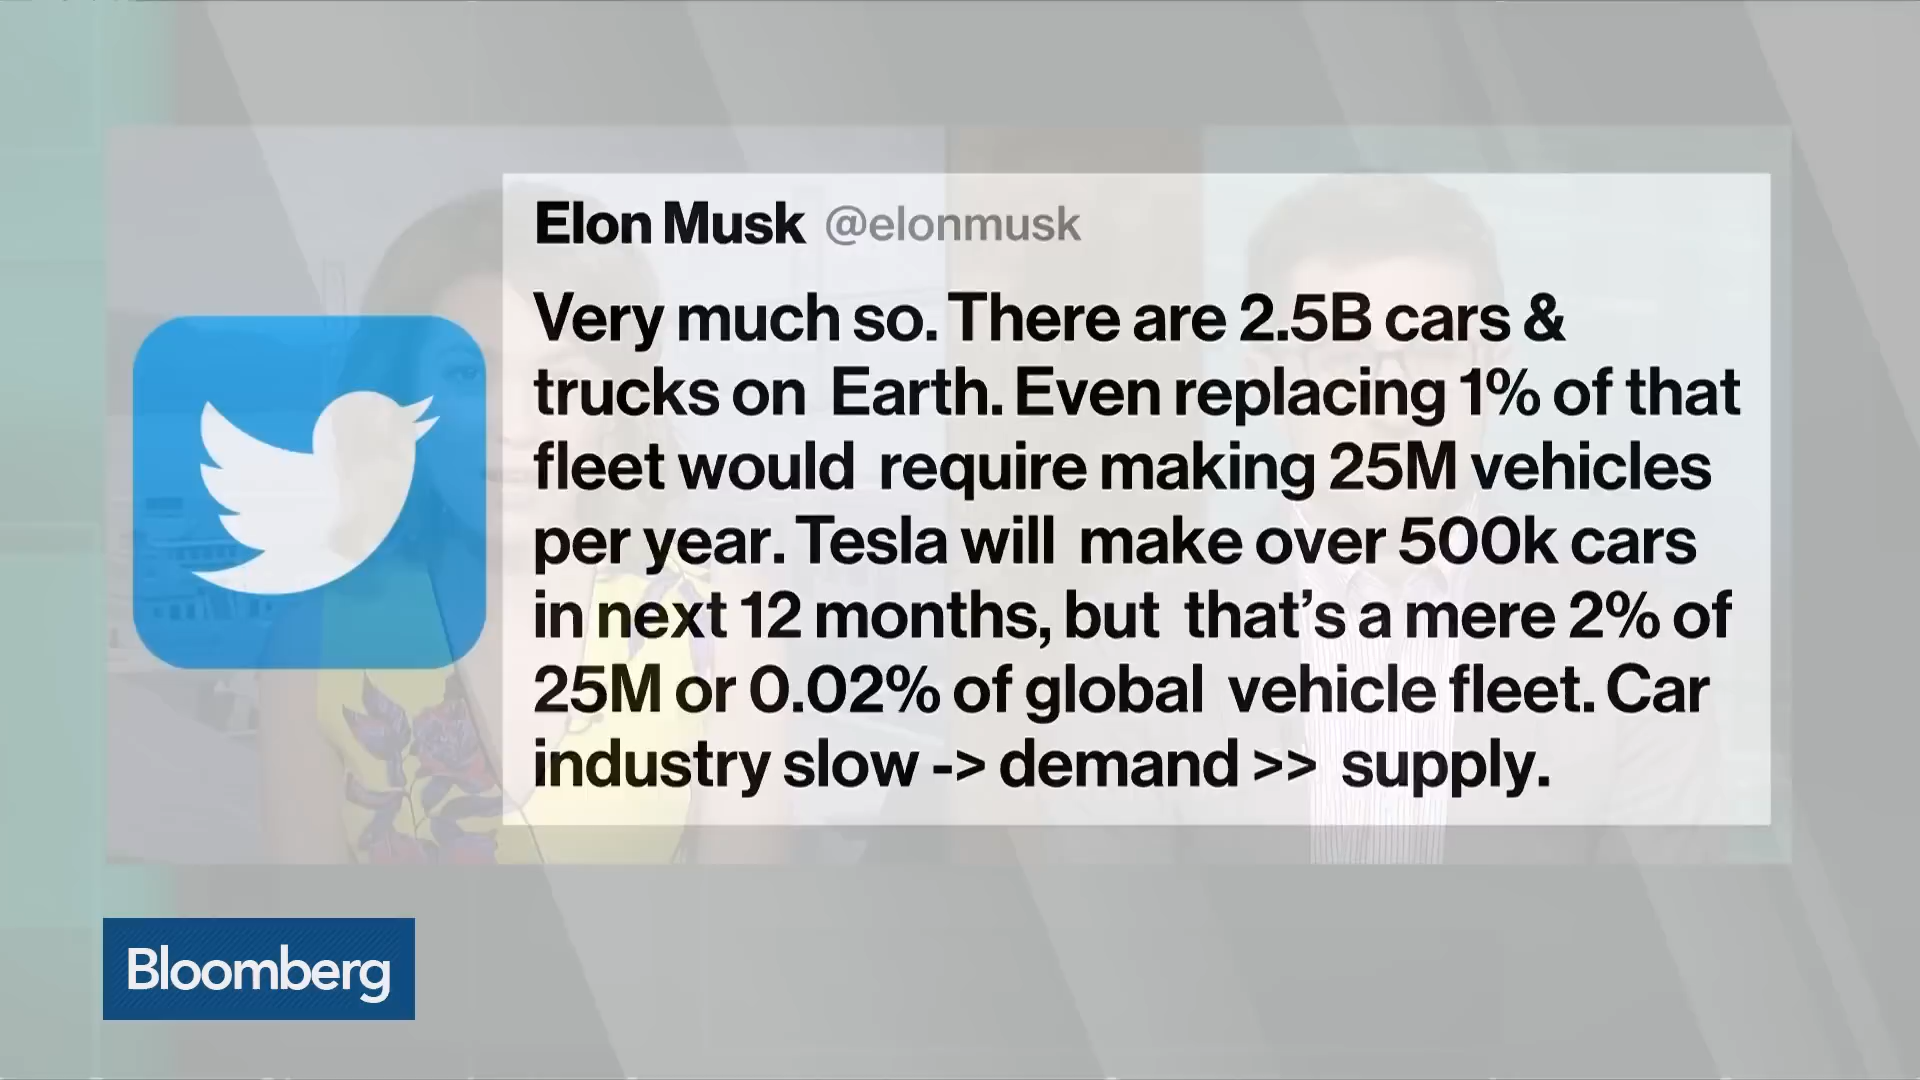 Elon Musk @elonmusk
Very much so. There are 2.5B cars &
trucks on Earth. Even replacing 1% of that
fleet would require making 25M vehicles
per year. Tesla will make over 500k cars
in next 12 months, but that's a mere 2% of
25M or 0.02% of global vehicle fleet. Car
industry slow -> demand >> supply.
Bloomberg